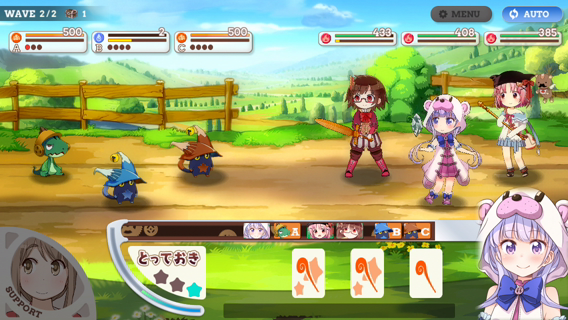 WAVE 2/2 1
MENU
AUTO
A 500
B 2
C 500
433
408
385
A B C
とっておき
SUPPORT